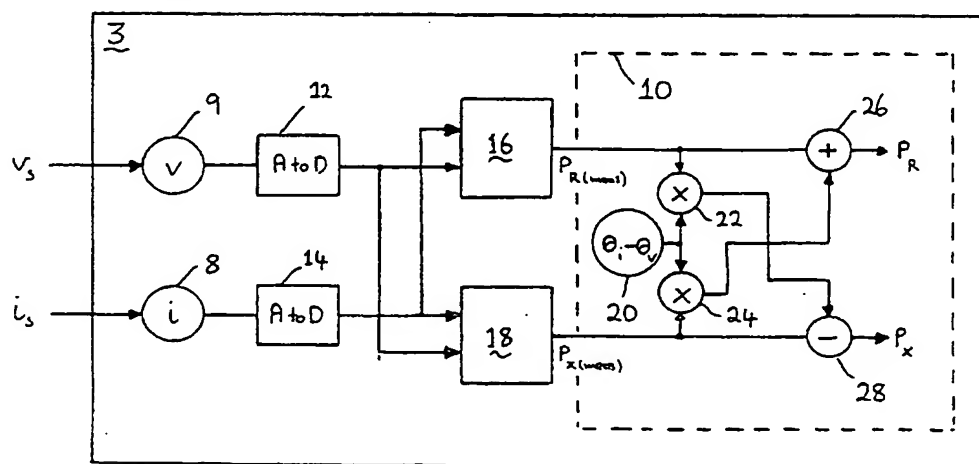 3
10
9
12
26
v_s
v
A to D
16
P_R(meas)
+
P_R
×
22
θ_i-θ_v
8
14
20
×
24
i_s
i
A to D
18
P_x(meas)
−
P_x
28